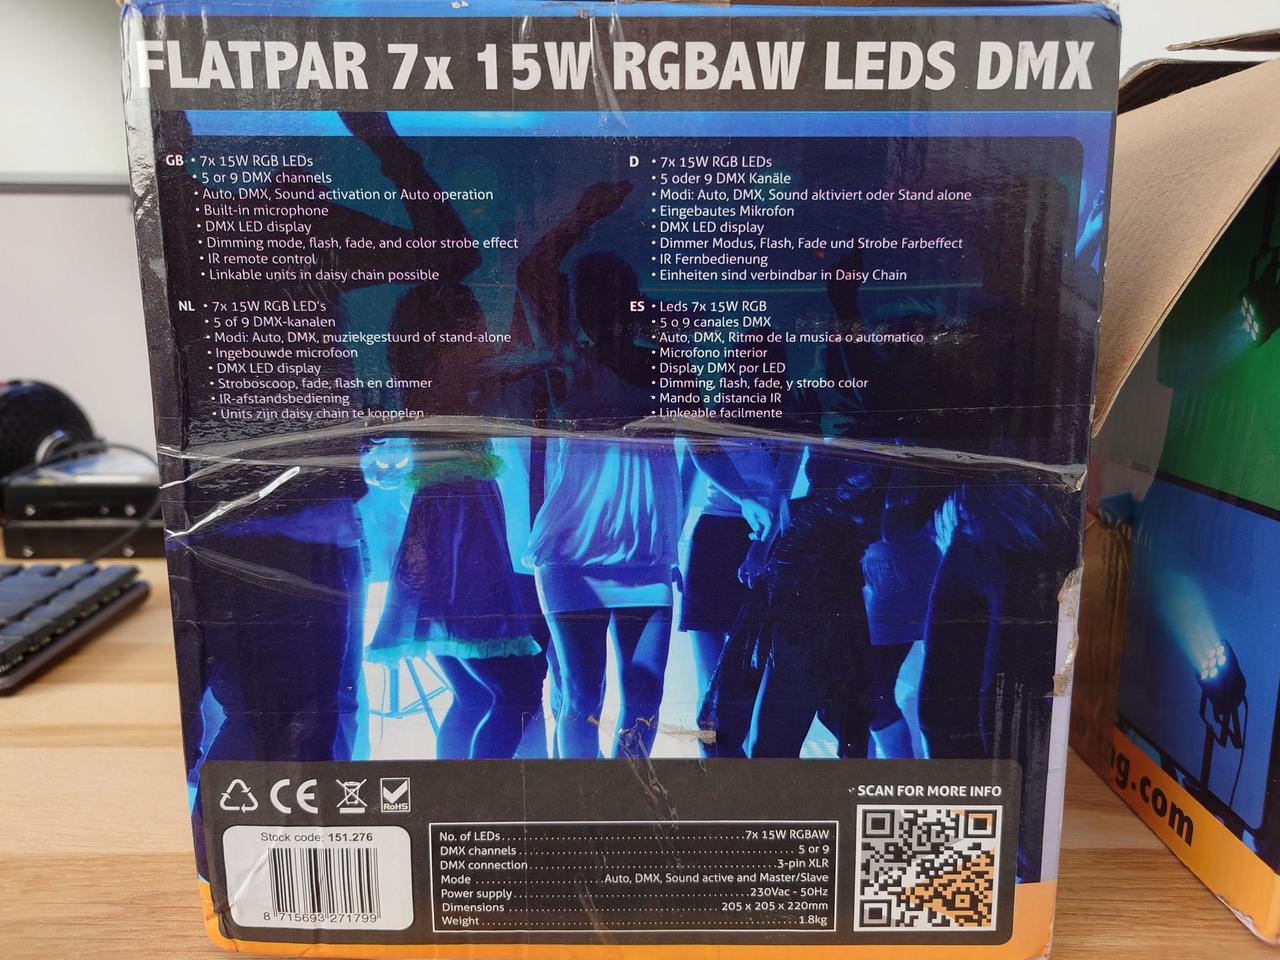 FLATPAR 7x 15W RGBAW LEDS DMX
GB • 7x 15W RGB LEDs
• 5 or 9 DMX channels
• Auto, DMX, Sound activation or Auto operation
• Built-in microphone
• DMX LED display
• Dimming mode, flash, fade, and color strobe effect
• IR remote control
• Linkable units in daisy chain possible
D • 7x 15W RGB LEDs
• 5 oder 9 DMX Kanäle
• Modi: Auto, DMX, Sound aktiviert oder Stand alone
• Eingebautes Mikrofon
• DMX LED display
• Dimmer Modus, Flash, Fade und Strobe Farbeffect
• IR Fernbedienung
• Einheiten sind verbindbar in Daisy Chain
NL • 7x 15W RGB LED's
• 5 of 9 DMX-kanalen
• Modi: Auto, DMX, muziekgestuurd of stand-alone
• Ingebouwde microfoon
• DMX LED display
• Stroboscoop, fade, flash en dimmer
• IR-afstandsbediening
• Units zijn daisy chain te koppelen
ES • Leds 7x 15W RGB
• 5 o 9 canales DMX
• Auto, DMX, Ritmo de la musica o automatico
• Microfono interior
• Display DMX por LED
• Dimming, flash, fade, y strobo color
• Mando a distancia IR
• Linkeable facilmente
CE
RoHS
Stock code: 151.276
8 715693 271799
No. of LEDs 7x 15W RGBAW
DMX channels 5 or 9
DMX connection 3-pin XLR
Mode Auto, DMX, Sound active and Master/Slave
Power supply 230Vac - 50Hz
Dimensions 205 x 205 x 220mm
Weight 1.8kg
SCAN FOR MORE INFO
ng.com